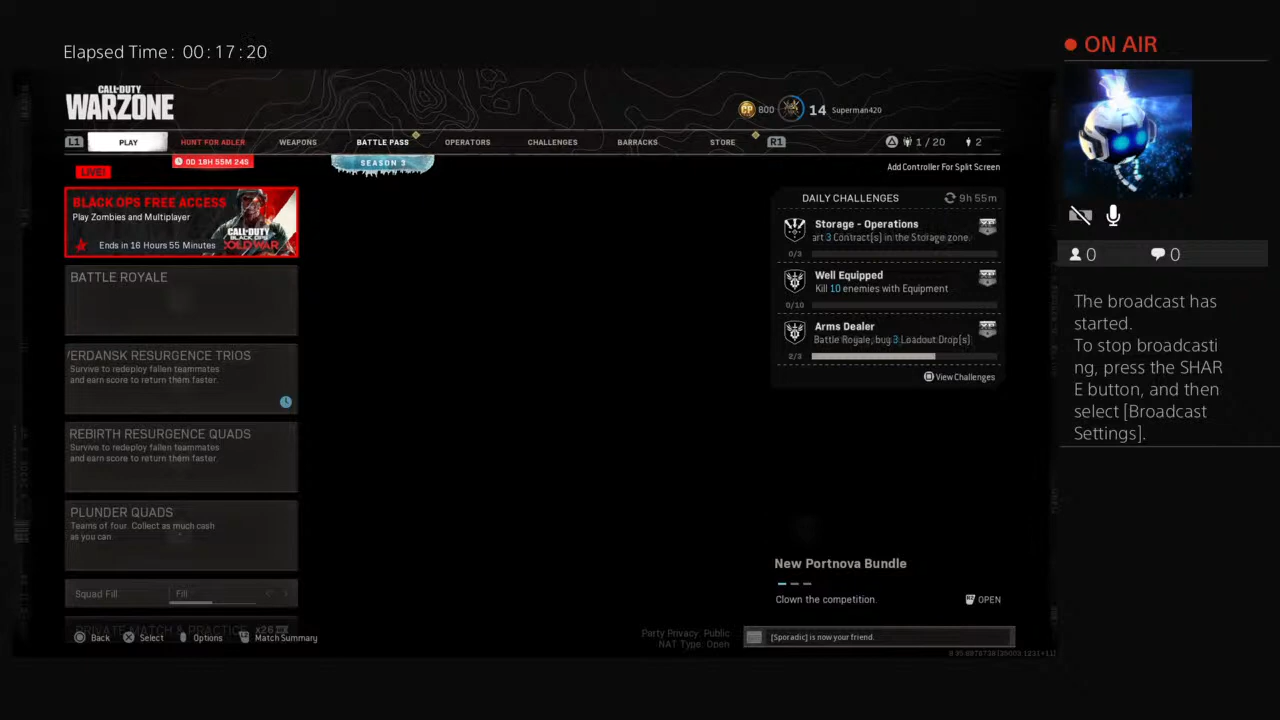 Elapsed Time: 00:17:20
ON AIR
CALL OF DUTY
WARZONE
CP 800 14 Superman420
L1 PLAY HUNT FOR ADLER WEAPONS BATTLE PASS OPERATORS CHALLENGES BARRACKS STORE R1 1 / 20 2
0D 18H 55M 24S
SEASON 3
Add Controller For Split Screen
LIVE!
BLACK OPS FREE ACCESS
Play Zombies and Multiplayer
Ends in 16 Hours 55 Minutes
CALL OF DUTY
BLACK OPS
COLD WAR
BATTLE ROYALE
VERDANSK RESURGENCE TRIOS
Survive to redeploy fallen teammates
and earn score to return them faster.
REBIRTH RESURGENCE QUADS
Survive to redeploy fallen teammates
and earn score to return them faster.
PLUNDER QUADS
Teams of four. Collect as much cash
as you can
Squad Fill Fill
PRIVATE MATCH & PRACTICE
Back Select Options Match Summary
DAILY CHALLENGES 9h 55m
Storage - Operations
art 3 Contract(s) in the Storage zone.
0/3
Well Equipped
Kill 10 enemies with Equipment
0/10
Arms Dealer
Battle Royale, buy 3 Loadout Drop(s)
2/3
View Challenges
New Portnova Bundle
Clown the competition.
R2 OPEN
Party Privacy: Public
NAT Type: Open
[Sporadic] is now your friend.
0
0
The broadcast has
started.
To stop broadcasti
ng, press the SHAR
E button, and then
select [Broadcast
Settings].